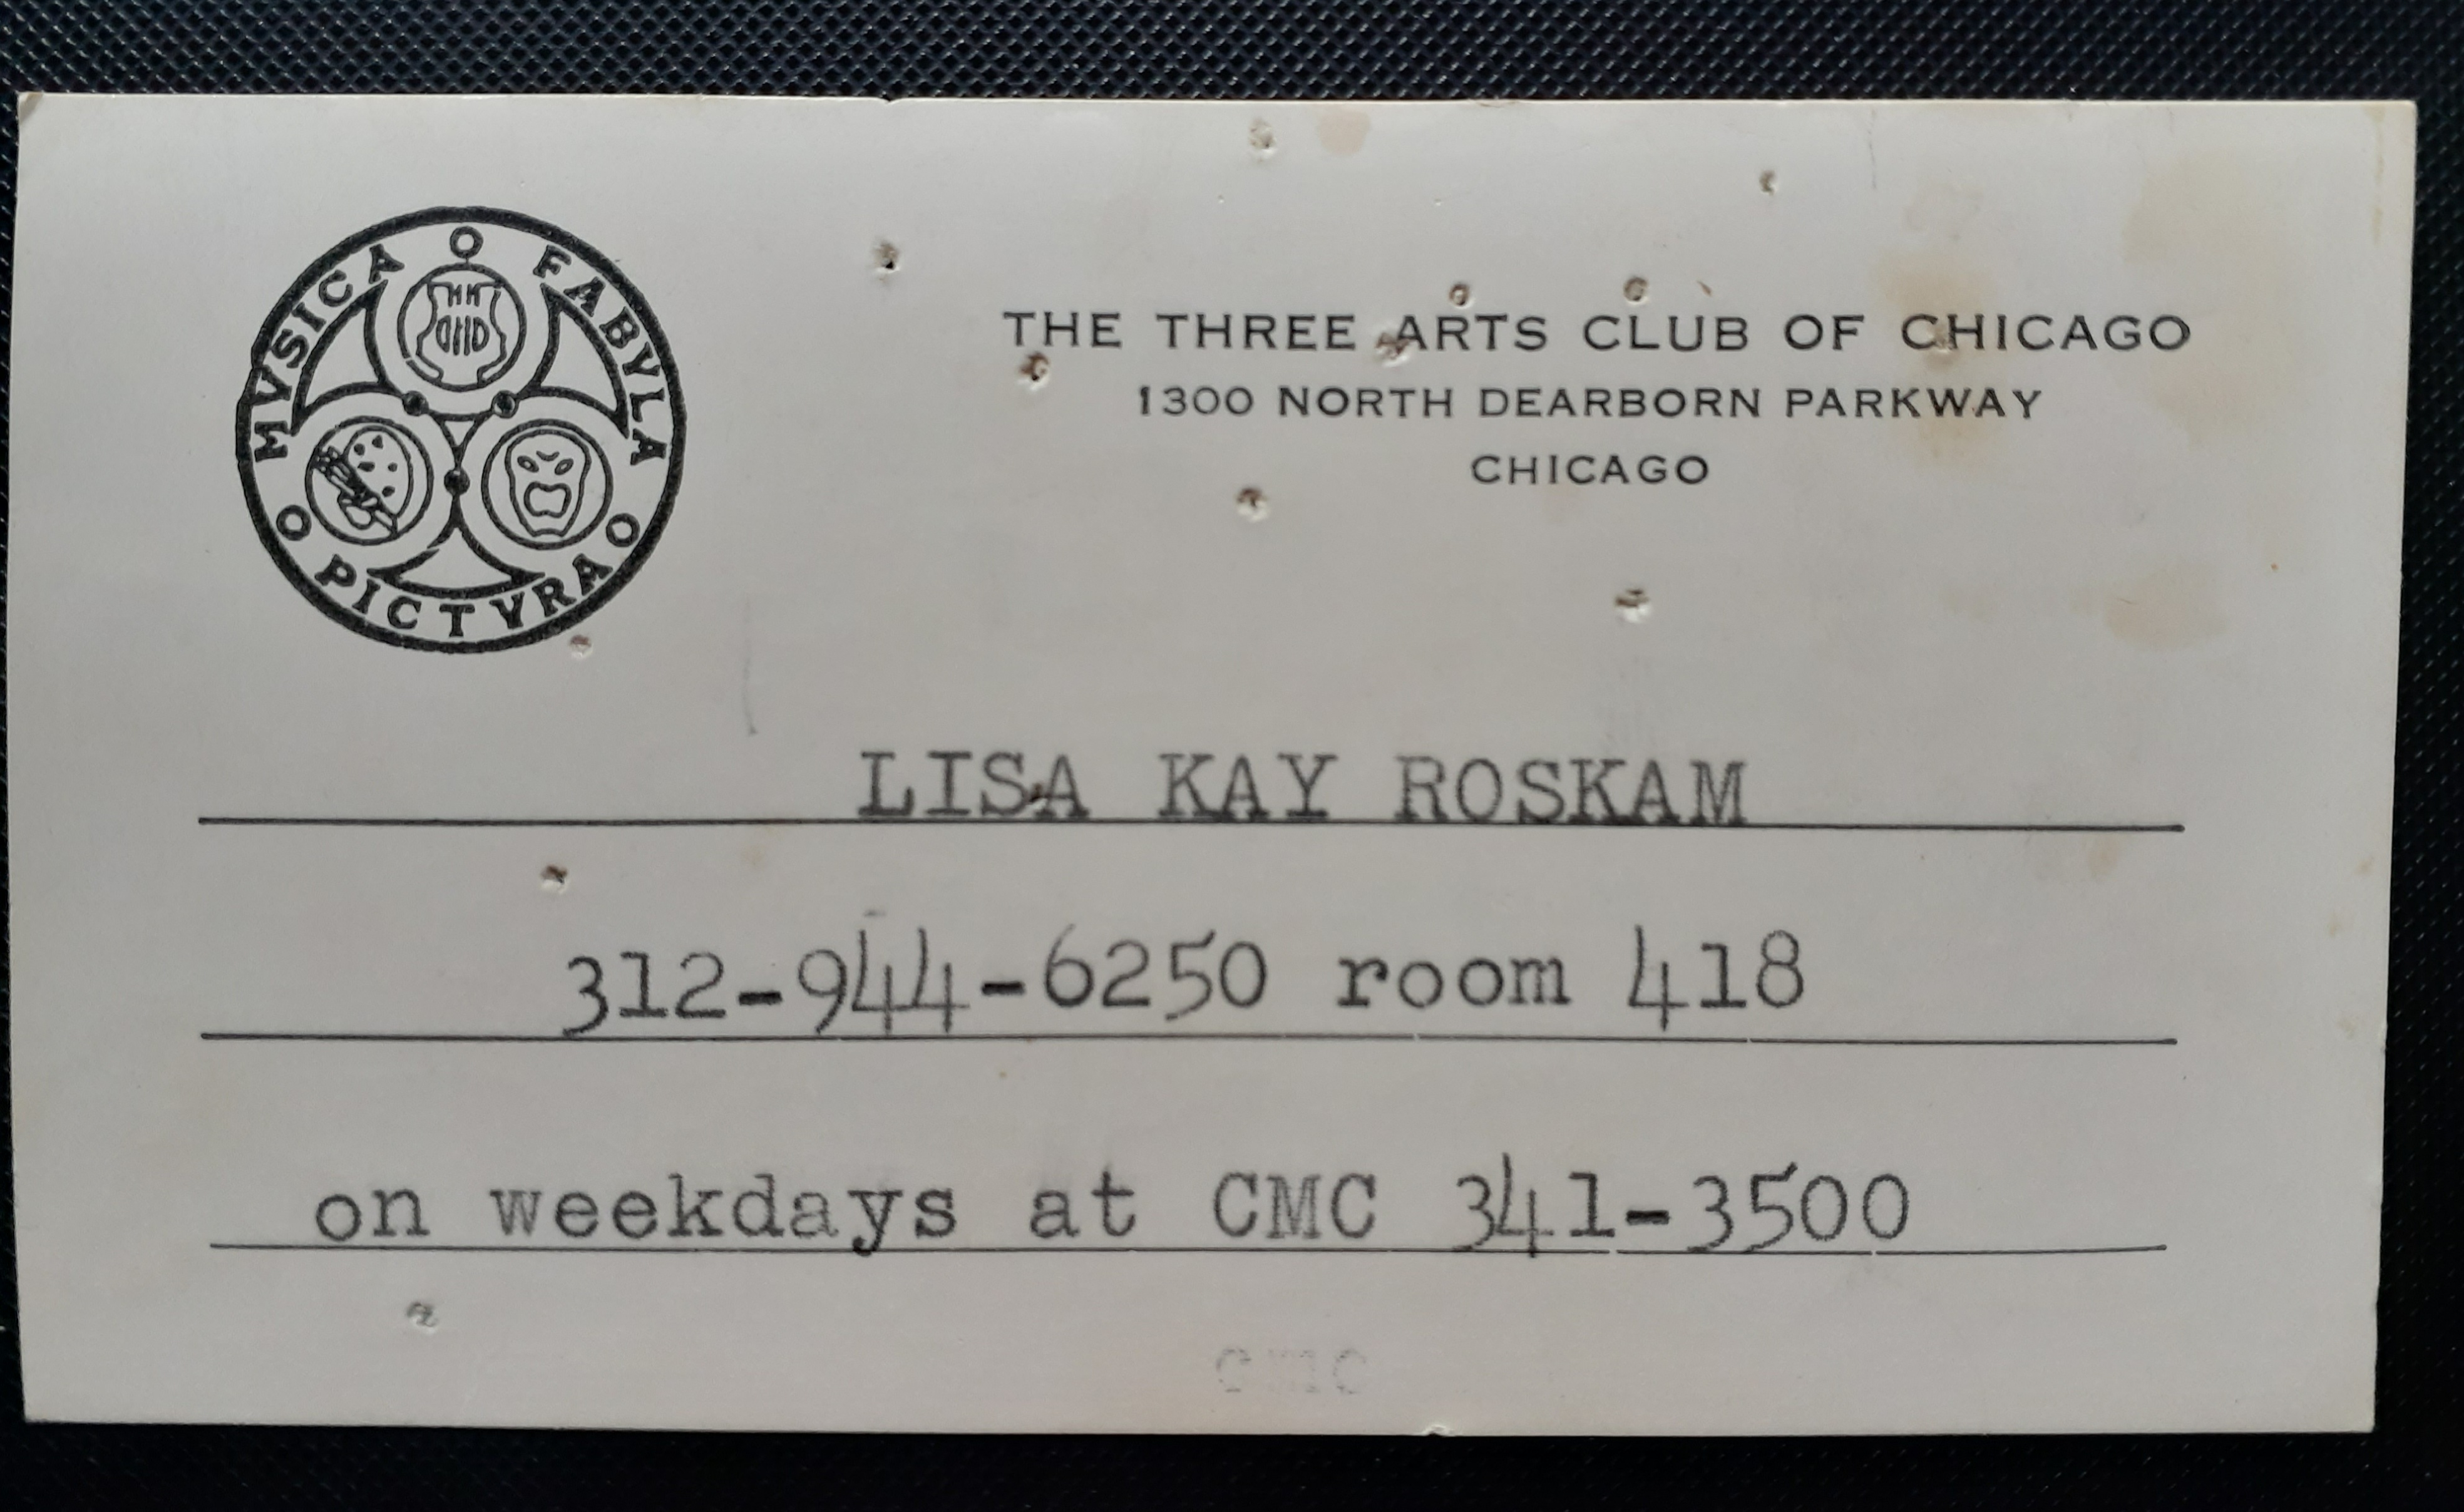 MVSICA O FABVLA O PICTVRA O
THE THREE ARTS CLUB OF CHICAGO
1300 NORTH DEARBORN PARKWAY
CHICAGO
LISA KAY ROSKAM
312-944-6250 room 418
on weekdays at CMC 341-3500
CMC